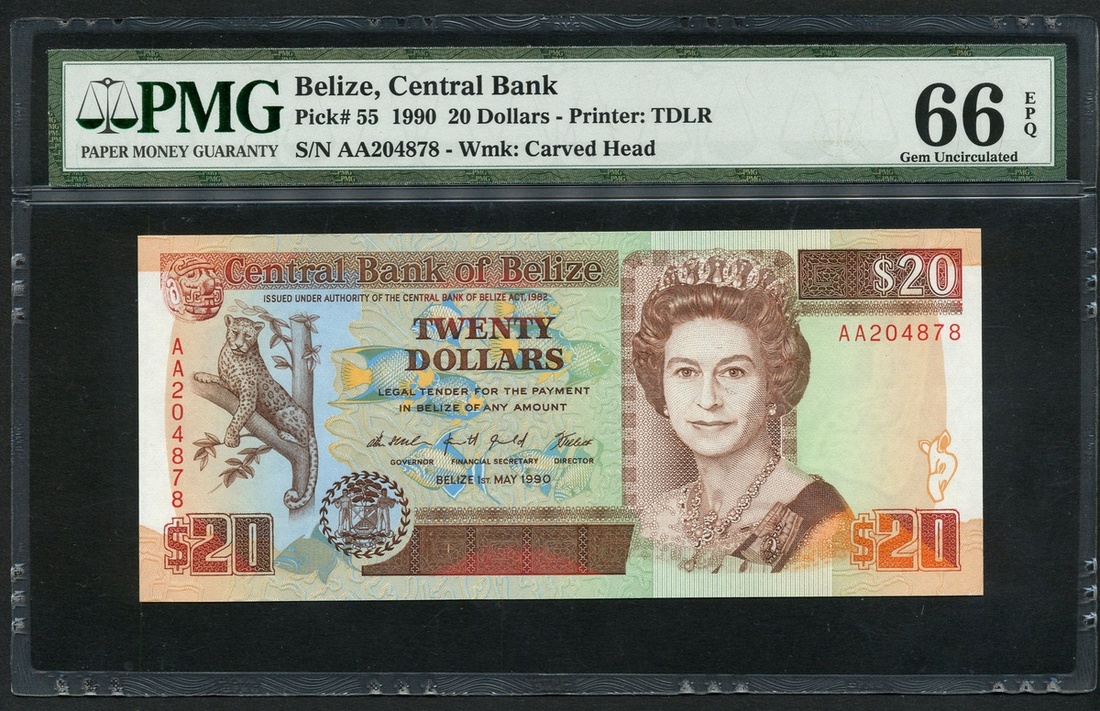 PMG
PAPER MONEY GUARANTY
Belize, Central Bank
Pick# 55 1990 20 Dollars - Printer: TDLR
S/N AA204878 - Wmk: Carved Head
66
EPQ
Gem Uncirculated
Central Bank of Belize
ISSUED UNDER AUTHORITY OF THE CENTRAL BANK OF BELIZE ACT, 1982
$20
TWENTY
DOLLARS
AA204878
AA204878
LEGAL TENDER FOR THE PAYMENT
IN BELIZE OF ANY AMOUNT
GOVERNOR FINANCIAL SECRETARY DIRECTOR
BELIZE 1ST. MAY 1990
$20
$20